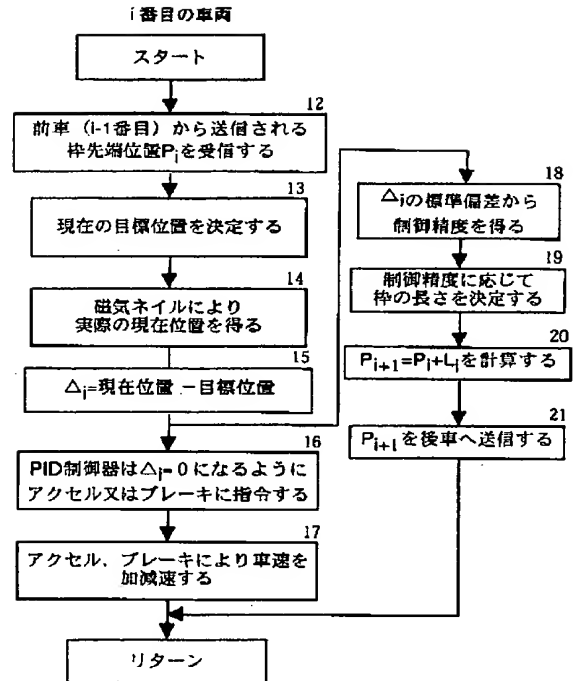 i番目の車両
スタート
12
前車（i-1番目）から送信される
枠先端位置Piを受信する
13
現在の目標位置を決定する
14
磁気ネイルにより
実際の現在位置を得る
15
△i=現在位置－目標位置
16
PID制御器は△i=0になるように
アクセル又はブレーキに指令する
17
アクセル、ブレーキにより車速を
加減速する
18
△iの標準偏差から
制御精度を得る
19
制御精度に応じて
枠の長さを決定する
20
Pi+1=Pi+Liを計算する
21
Pi+1を後車へ送信する
リターン